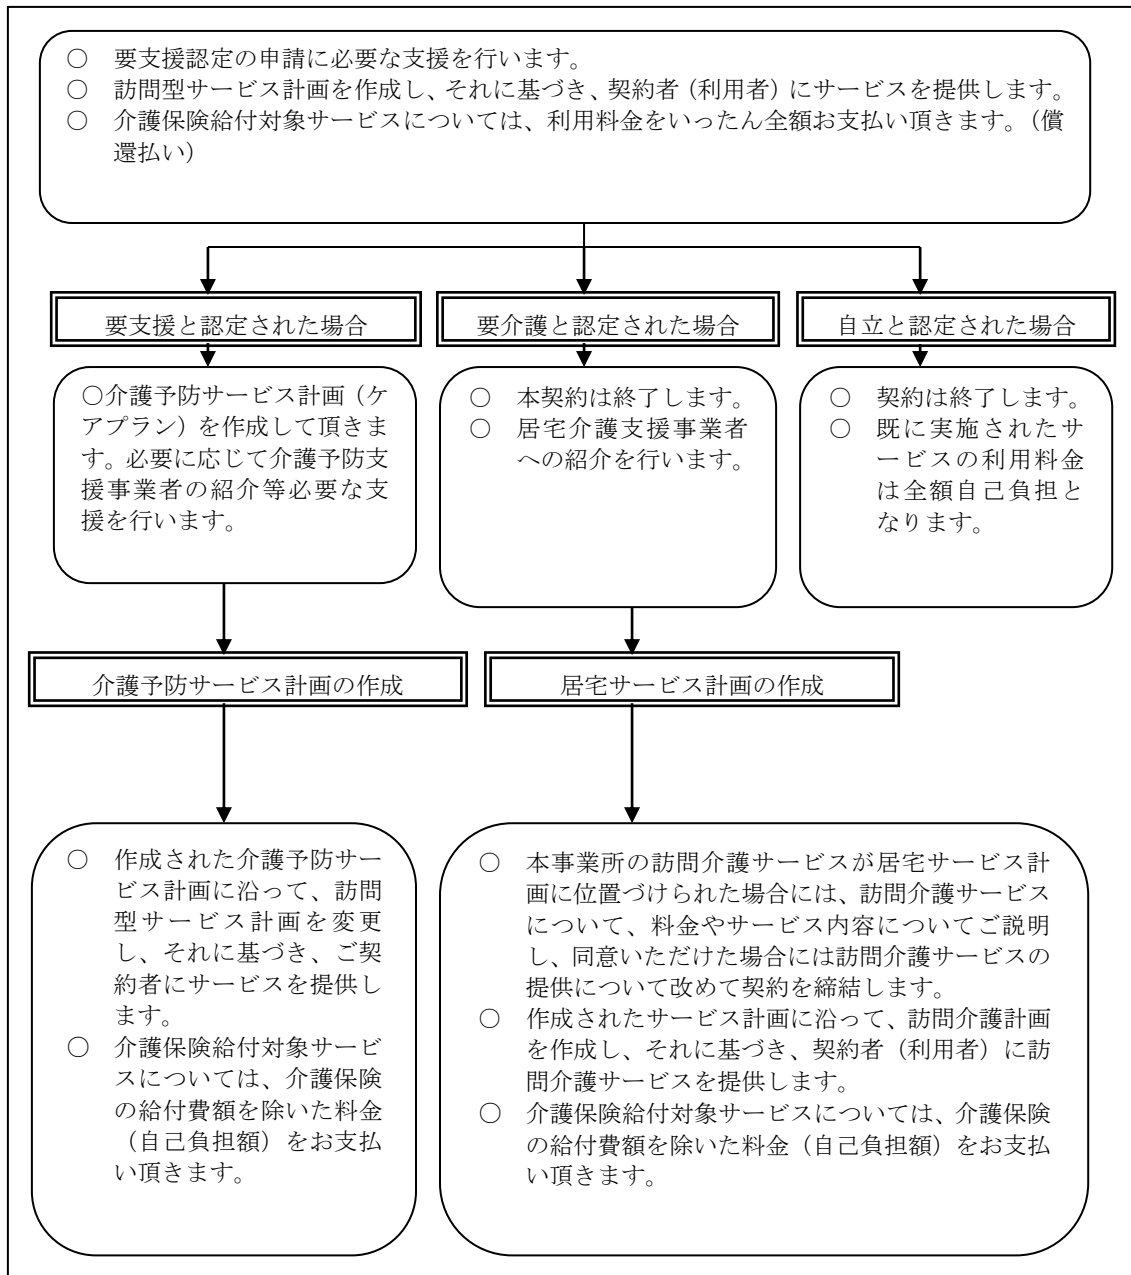 ○ 要支援認定の申請に必要な支援を行います。
○ 訪問型サービス計画を作成し、それに基づき、契約者（利用者）にサービスを提供します。
○ 介護保険給付対象サービスについては、利用料金をいったん全額お支払い頂きます。（償
還払い）
要支援と認定された場合
要介護と認定された場合
自立と認定された場合
○介護予防サービス計画（ケ
アプラン）を作成して頂きま
す。必要に応じて介護予防支
援事業者の紹介等必要な支
援を行います。
○ 本契約は終了します。
○ 居宅介護支援事業者
への紹介を行います。
○ 契約は終了します。
○ 既に実施されたサ
ービスの利用料金
は全額自己負担と
なります。
介護予防サービス計画の作成
居宅サービス計画の作成
○ 作成された介護予防サー
ビス計画に沿って、訪問
型サービス計画を変更
し、それに基づき、ご契
約者にサービスを提供し
ます。
○ 介護保険給付対象サービ
スについては、介護保険
の給付費額を除いた料金
（自己負担額）をお支払
い頂きます。
○ 本事業所の訪問介護サービスが居宅サービス計
画に位置づけられた場合には、訪問介護サービス
について、料金やサービス内容についてご説明
し、同意いただけた場合には訪問介護サービスの
提供について改めて契約を締結します。
○ 作成されたサービス計画に沿って、訪問介護計画
を作成し、それに基づき、契約者（利用者）に訪
問介護サービスを提供します。
○ 介護保険給付対象サービスについては、介護保険
の給付費額を除いた料金（自己負担額）をお支払
い頂きます。